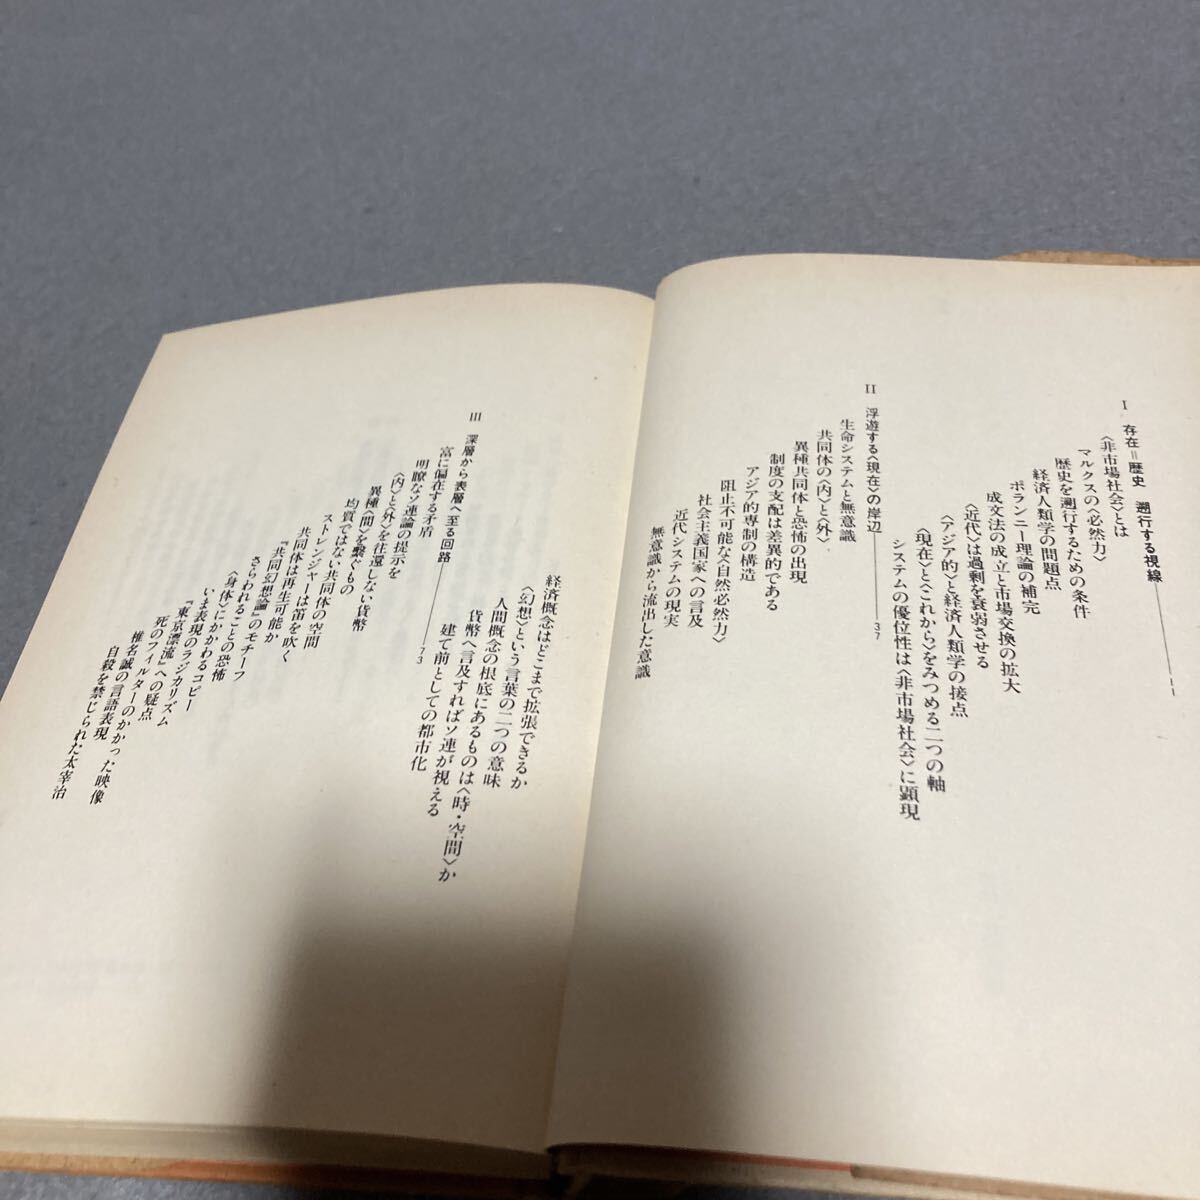 I 存在＝歴史 遡行する視線——1
〈非市場社会〉とは
マルクスの〈必然力〉
歴史を遡行するための条件
経済人類学の問題点
ポランニー理論の補完
成文法の成立と市場交換の拡大
〈近代〉は過剰を衰弱させる
〈アジア的〉と経済人類学の接点
〈現在〉と〈これから〉をみつめる二つの軸
システムの優位性は〈非市場社会〉に顕現
II 浮遊する〈現在〉の岸辺——37
生命システムと無意識
共同体の〈内〉と〈外〉
異種共同体と恐怖の出現
制度の支配は差異的である
アジア的専制の構造
阻止不可能な〈自然必然力〉
社会主義国家への言及
近代システムの現実
無意識から流出した意識
経済概念はどこまで拡張できるか
〈幻想〉という言葉の二つの意味
人間概念の根底にあるものは〈時・空間〉か
貨幣へ言及すればソ連が視える
建て前としての都市化
III 深層から表層へ至る回路——73
富に偏在する矛盾
明瞭なソ連論の提示を
〈内〉と〈外〉を往還しない貨幣
異種〈間〉を繋ぐもの
均質ではない共同体の空間
ストレンジャーは笛を吹く
共同体は再生可能か
『共同幻想論』のモチーフ
さらわれることの恐怖
〈身体〉にかかわるコピー
いま表現のラジカリズム
『東京漂流』への疑点
死のフィルターのかかった映像
椎名誠の言語表現
自殺を禁じられた太宰治